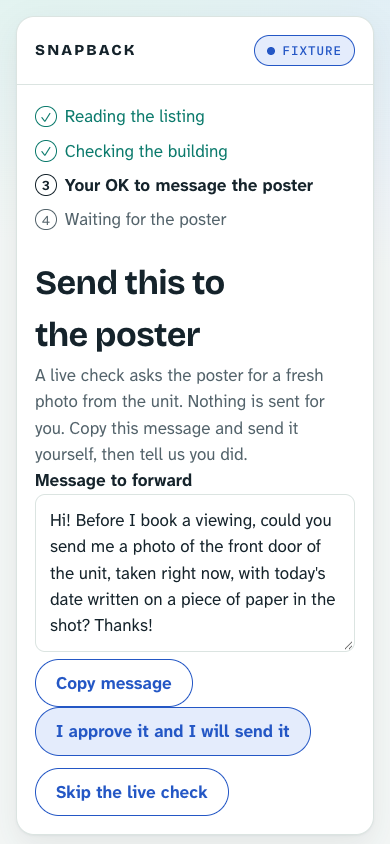 SNAPBACK
FIXTURE
Reading the listing
Checking the building
3 Your OK to message the poster
4 Waiting for the poster
Send this to
the poster
A live check asks the poster for a fresh
photo from the unit. Nothing is sent for
you. Copy this message and send it
yourself, then tell us you did.
Message to forward
Hi! Before I book a viewing, could you
send me a photo of the front door of
the unit, taken right now, with today's
date written on a piece of paper in the
shot? Thanks!
Copy message
I approve it and I will send it
Skip the live check